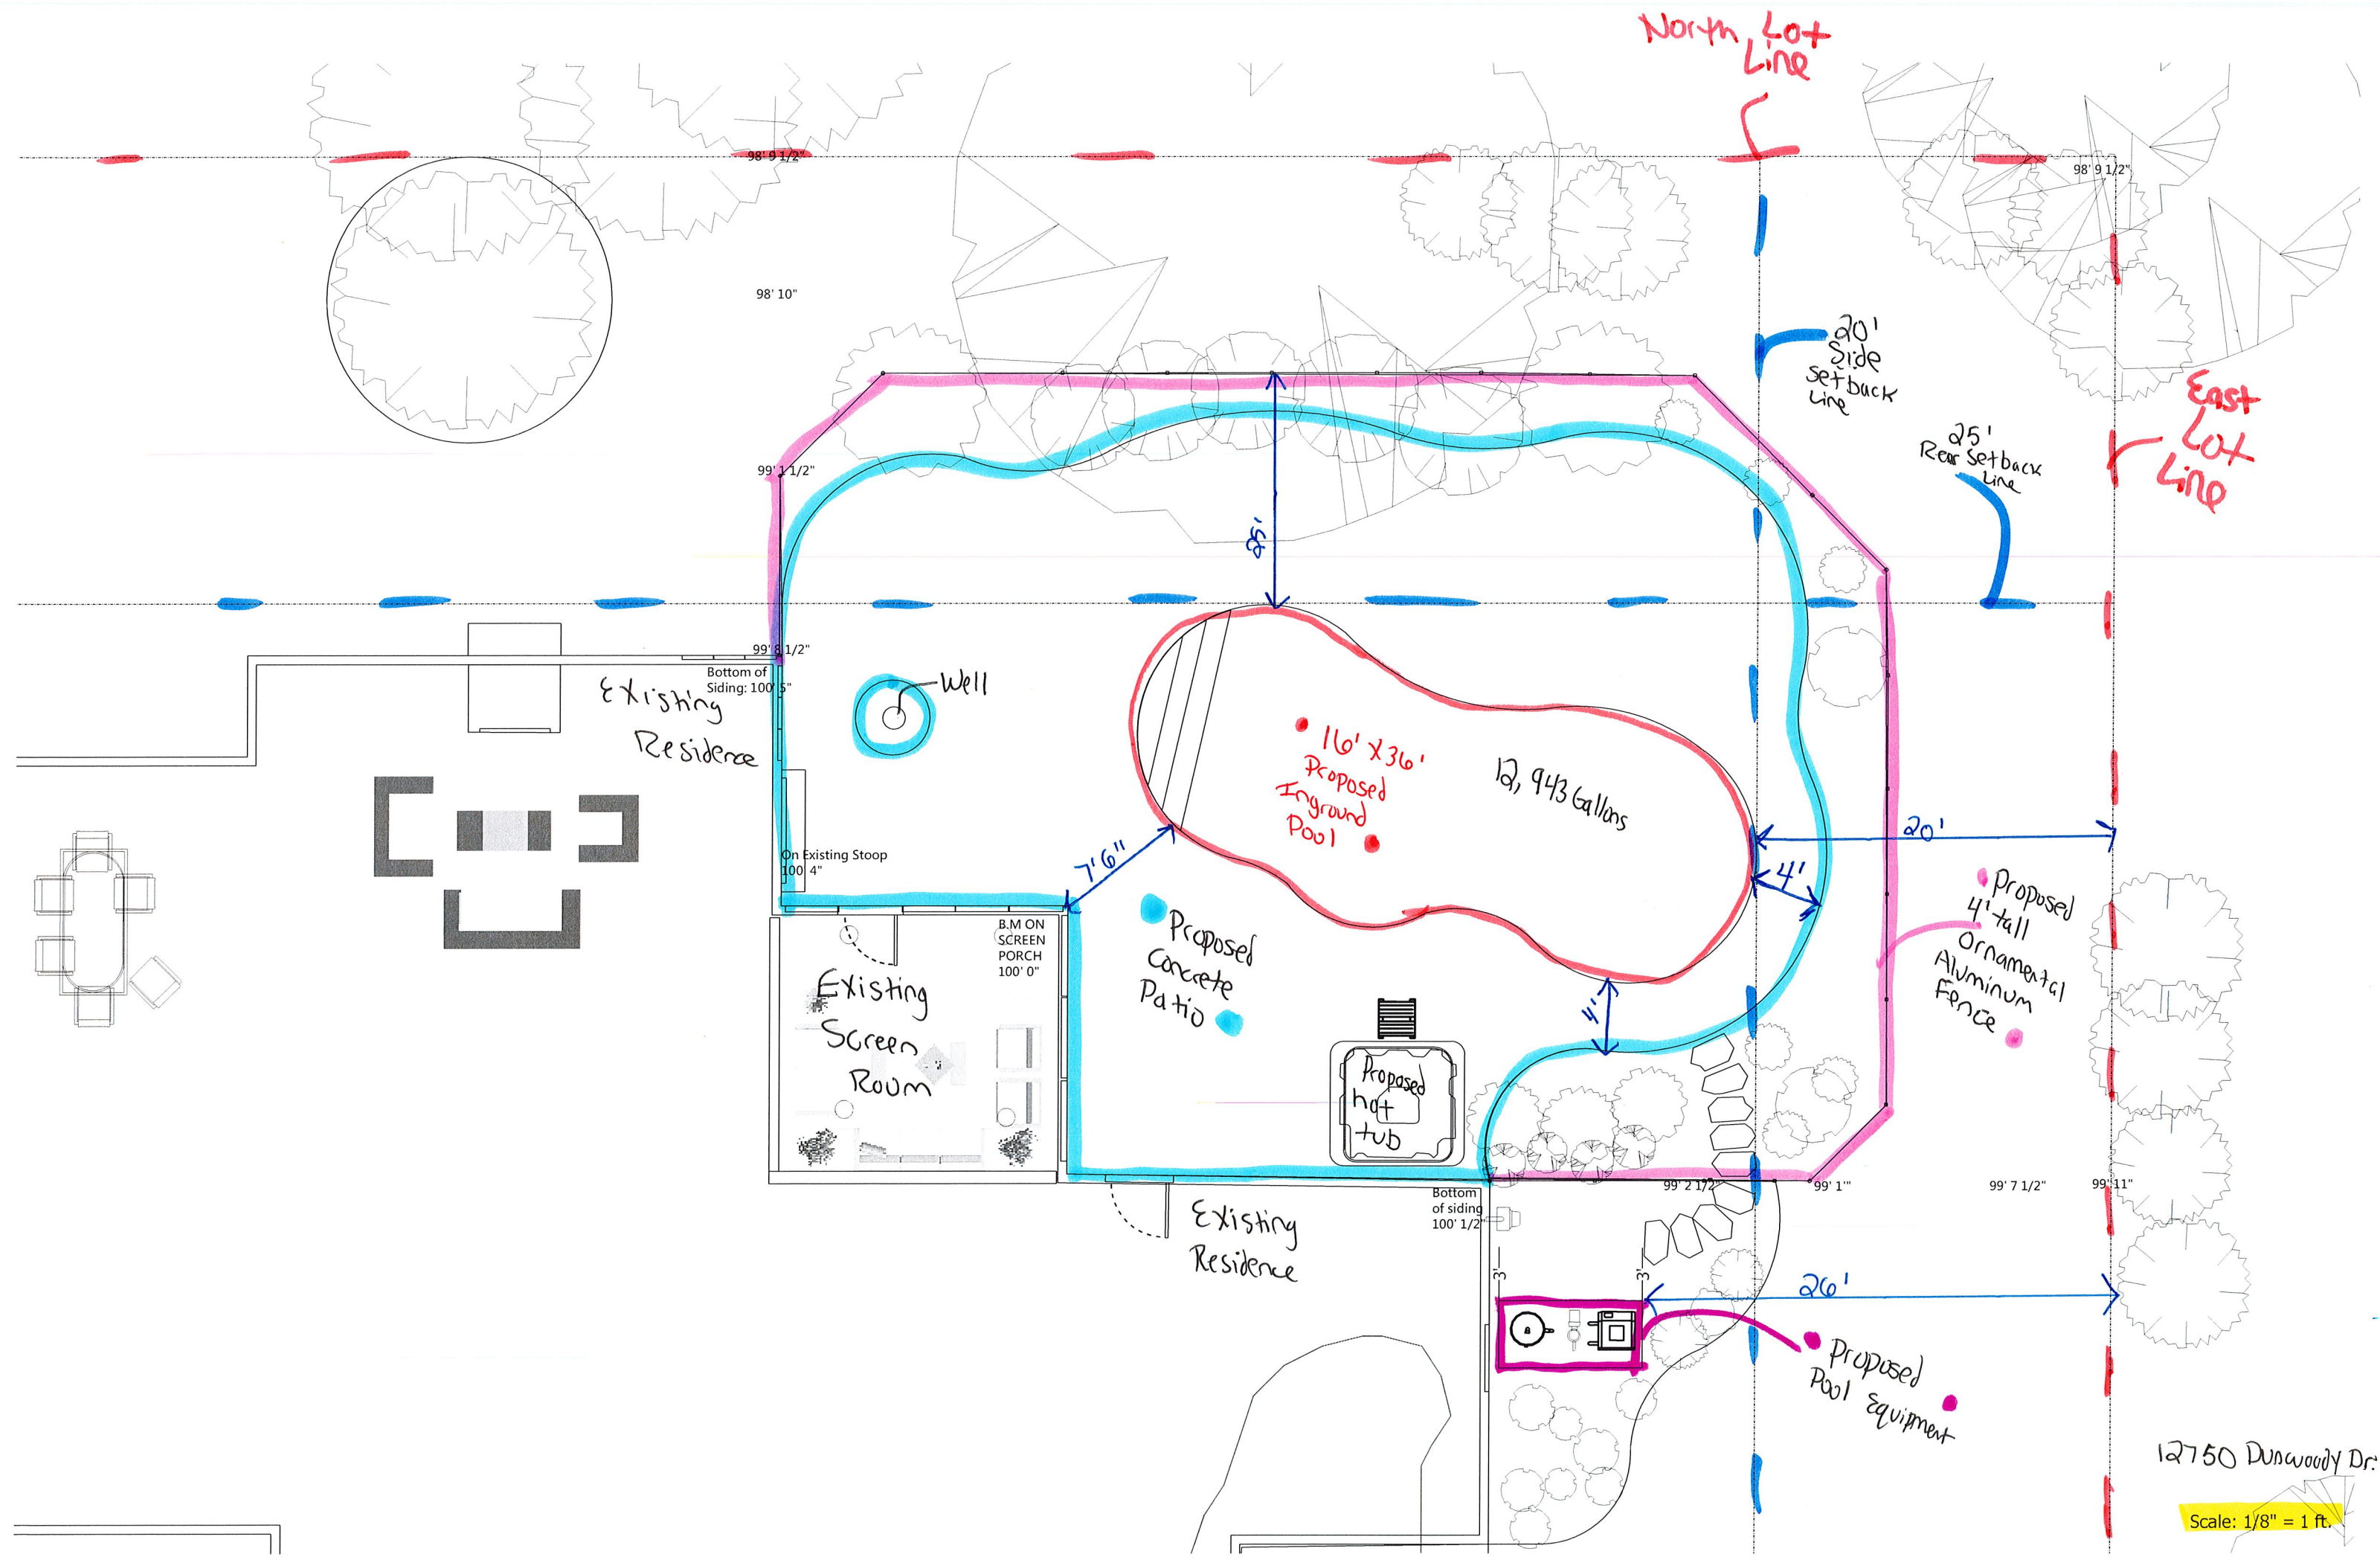 North Lot
Line
98' 9 1/2"
98' 9 1/2"
98' 10"
20'
Side
Setback
Line
East
Lot
Line
25'
Rear Setback
Line
99' 1 1/2"
25'
99' 8 1/2"
Bottom of
Siding: 100' 5"
Existing
Residence
Well
16' x 36'
Proposed
Inground
Pool
12,943 Gallons
20'
4'
7' 6"
On Existing Stoop
100' 4"
B.M ON
SCREEN
PORCH
100' 0"
Proposed
Concrete
Patio
Proposed
4' tall
Ornamental
Aluminum
Fence
Existing
Screen
Room
4'
Proposed
hot
tub
99' 2 1/2"
99' 1'"
99' 7 1/2"
99' 11"
Bottom
of siding
100' 1/2"
Existing
Residence
3'
3'
26'
Proposed
Pool Equipment
12750 Dunwoody Dr.
Scale: 1/8" = 1 ft.